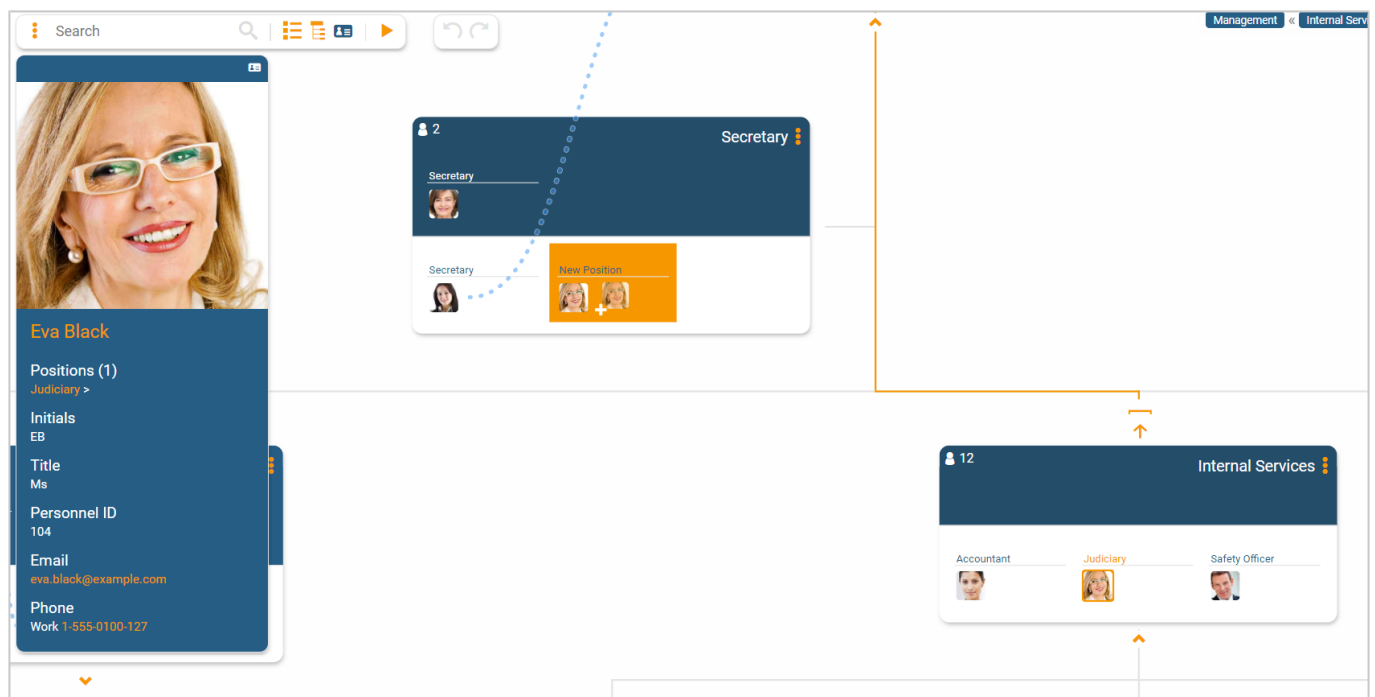 Search
Management « Internal Serv
Eva Black
Positions (1)
Judiciary >
Initials
EB
Title
Ms
Personnel ID
104
Email
eva.black@example.com
Phone
Work 1-555-0100-127
2
Secretary
Secretary
Secretary
New Position
12
Internal Services
Accountant
Judiciary
Safety Officer